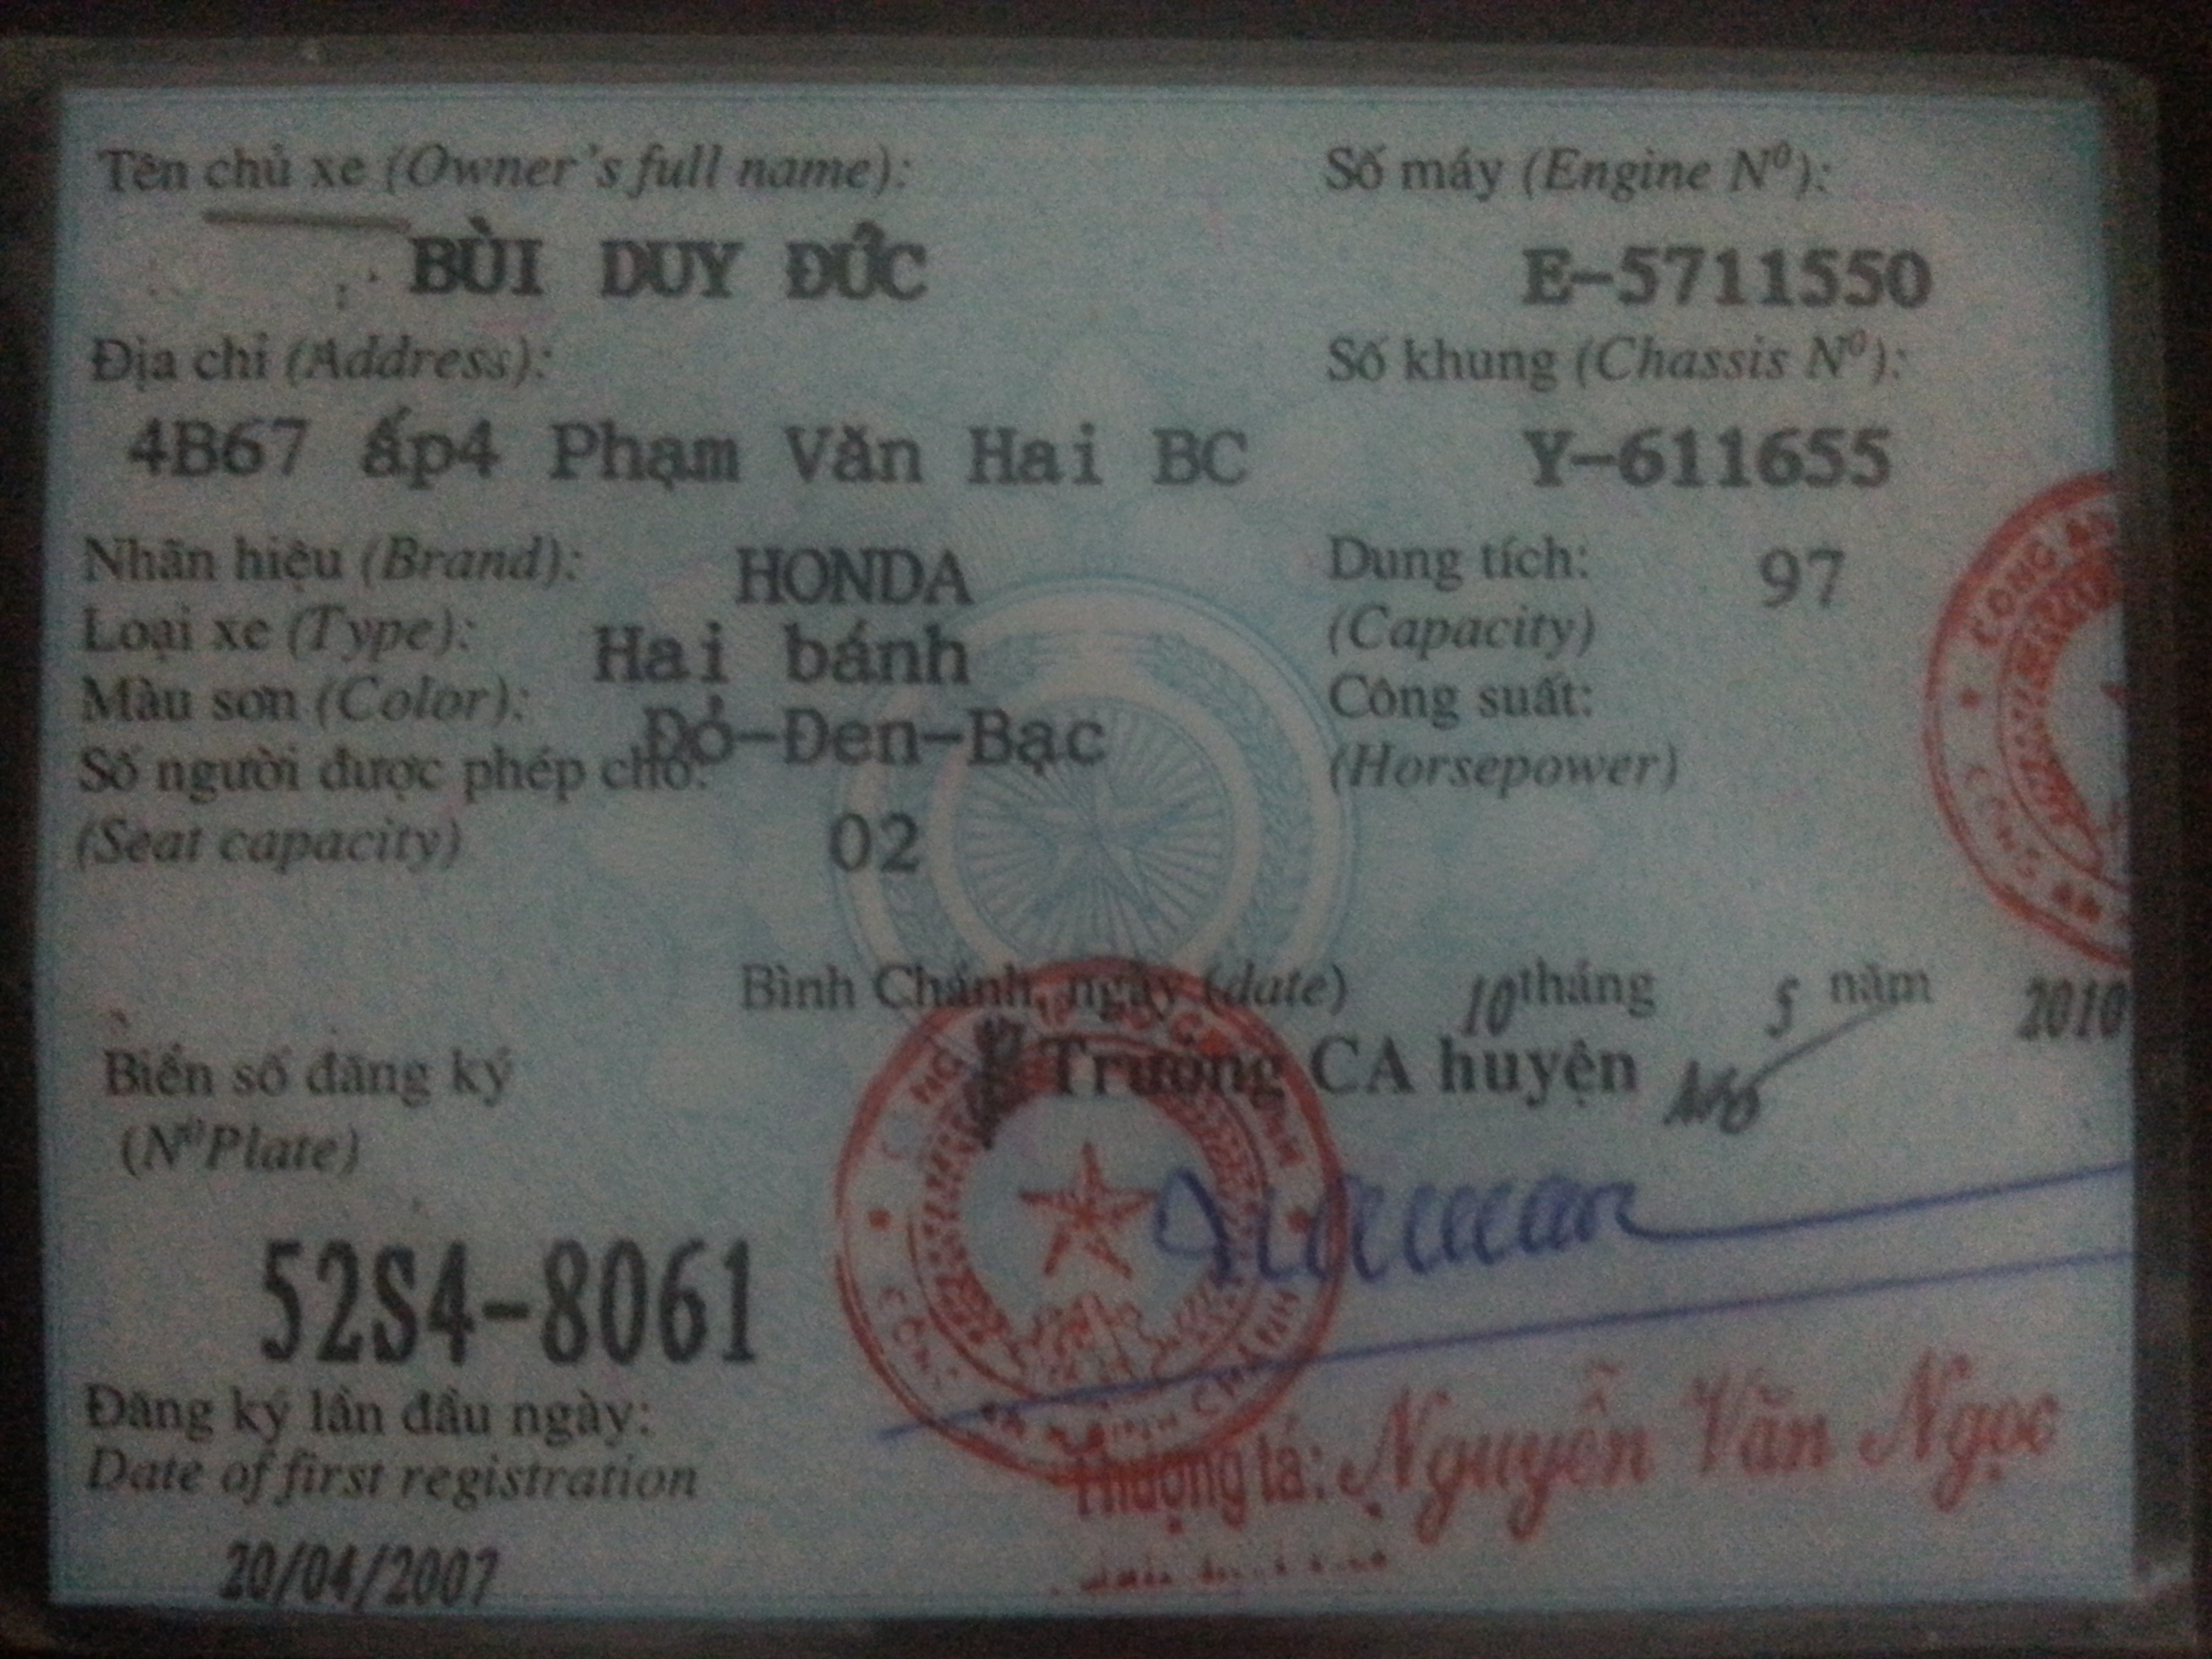 Tên chủ xe (Owner's full name):
BÙI DUY ĐỨC
Địa chỉ (Address):
4B67 ấp4 Phạm Văn Hai BC
Nhãn hiệu (Brand): HONDA
Loại xe (Type): Hai bánh
Màu sơn (Color): Đỏ-Đen-Bạc
Số người được phép chở:
(Seat capacity) 02
Số máy (Engine Nº):
E-5711550
Số khung (Chassis Nº):
Y-611655
Dung tích: 97
(Capacity)
Công suất:
(Horsepower)
Bình Chánh, ngày (date) 10 tháng 5 năm 2010
Trưởng CA huyện
Biển số đăng ký
(NºPlate)
52S4-8061
Đăng ký lần đầu ngày:
Date of first registration
20/04/2007
Thượng tá: Nguyễn Văn Ngọc